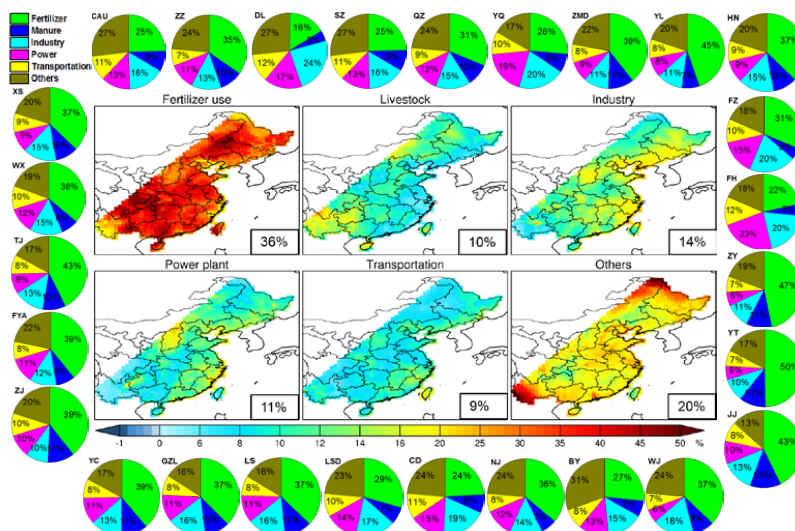 Fertilizer
Manure
Industry
Power
Transportation
Others
CAU
27% 25% 11% 13% 16%
ZZ
24% 35% 7% 11% 13%
DL
27% 16% 12% 17% 24%
SZ
27% 25% 11% 13% 16%
QZ
24% 31% 9% 12% 15%
YQ
17% 26% 10% 19% 20%
ZMD
22% 39% 8% 9% 11%
YL
20% 45% 8% 8% 11%
HN
20% 37% 9% 9% 15%
XS
20% 37% 9% 9% 15%
WX
19% 36% 10% 12% 15%
TJ
17% 43% 8% 9% 13%
FYA
22% 39% 8% 11% 12%
ZJ
20% 39% 10% 10% 10%
Fertilizer use
36%
Livestock
10%
Industry
14%
Power plant
11%
Transportation
9%
Others
20%
-1 0 6 8 10 12 14 16 20 25 30 35 40 50 %
FZ
18% 31% 10% 15% 20%
FH
18% 22% 12% 23% 20%
ZY
19% 47% 7% 6% 11%
YT
17% 50% 7% 6% 10%
JJ
13% 43% 8% 10% 13%
YC
17% 39% 8% 11% 13%
GZL
16% 37% 8% 11% 16%
LS
16% 37% 8% 11% 16%
LSD
23% 29% 10% 14% 17%
CD
24% 24% 11% 15% 19%
NJ
24% 36% 8% 12% 14%
BY
31% 27% 8% 13% 15%
WJ
24% 37% 7% 6% 18%